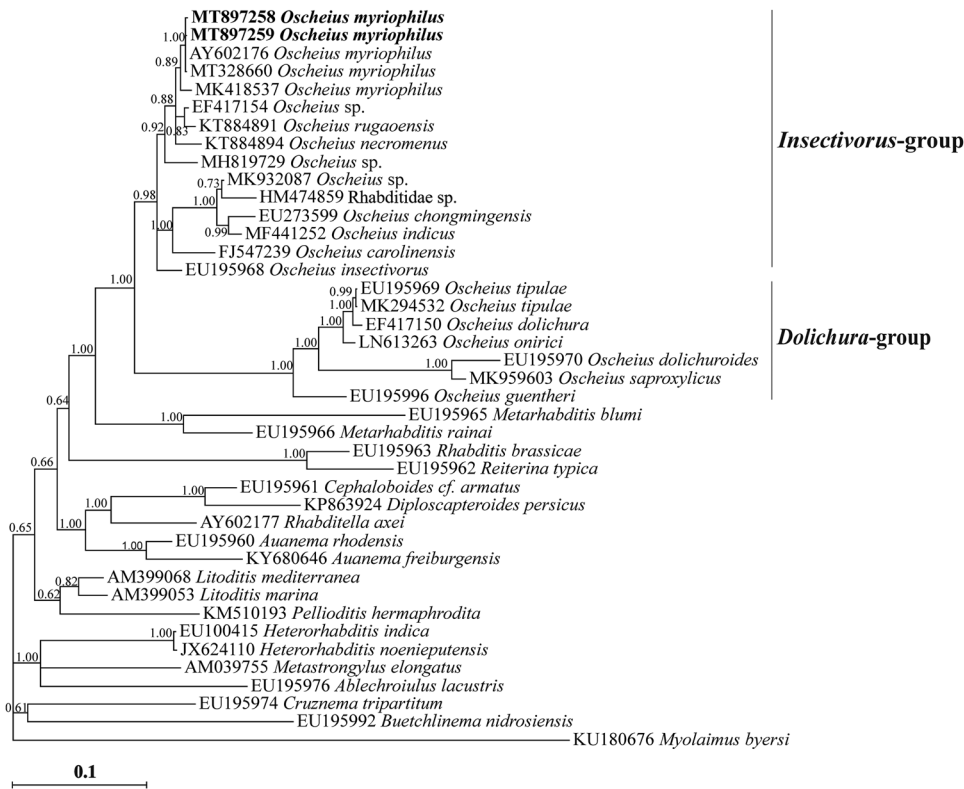 MT897258 Oscheius myriophilus
1.00
MT897259 Oscheius myriophilus
AY602176 Oscheius myriophilus
0.89
MT328660 Oscheius myriophilus
MK418537 Oscheius myriophilus
0.88
EF417154 Oscheius sp.
0.92
0.83
KT884891 Oscheius rugaoensis
KT884894 Oscheius necromenus
Insectivorus-group
MH819729 Oscheius sp.
0.73
MK932087 Oscheius sp.
0.98
1.00
HM474859 Rhabditidae sp.
EU273599 Oscheius chongmingensis
1.00
0.99
MF441252 Oscheius indicus
FJ547239 Oscheius carolinensis
EU195968 Oscheius insectivorus
1.00
0.99
EU195969 Oscheius tipulae
1.00
MK294532 Oscheius tipulae
1.00
EF417150 Oscheius dolichura
Dolichura-group
1.00
1.00
LN613263 Oscheius onirici
1.00
1.00
EU195970 Oscheius dolichuroides
MK959603 Oscheius saproxylicus
0.64
EU195996 Oscheius guentheri
1.00
EU195965 Metarhabditis blumi
EU195966 Metarhabditis rainai
1.00
EU195963 Rhabditis brassicae
0.66
EU195962 Reiterina typica
1.00
EU195961 Cephaloboides cf. armatus
1.00
KP863924 Diploscapteroides persicus
0.65
1.00
AY602177 Rhabditella axei
1.00
EU195960 Auanema rhodensis
KY680646 Auanema freiburgensis
0.82
AM399068 Litoditis mediterranea
0.62
AM399053 Litoditis marina
KM510193 Pellioditis hermaphrodita
1.00
EU100415 Heterorhabditis indica
JX624110 Heterorhabditis noenieputensis
1.00
AM039755 Metastrongylus elongatus
EU195976 Ablechroiulus lacustris
0.61
EU195974 Cruznema tripartitum
EU195992 Buetchlinema nidrosiensis
KU180676 Myolaimus byersi
0.1